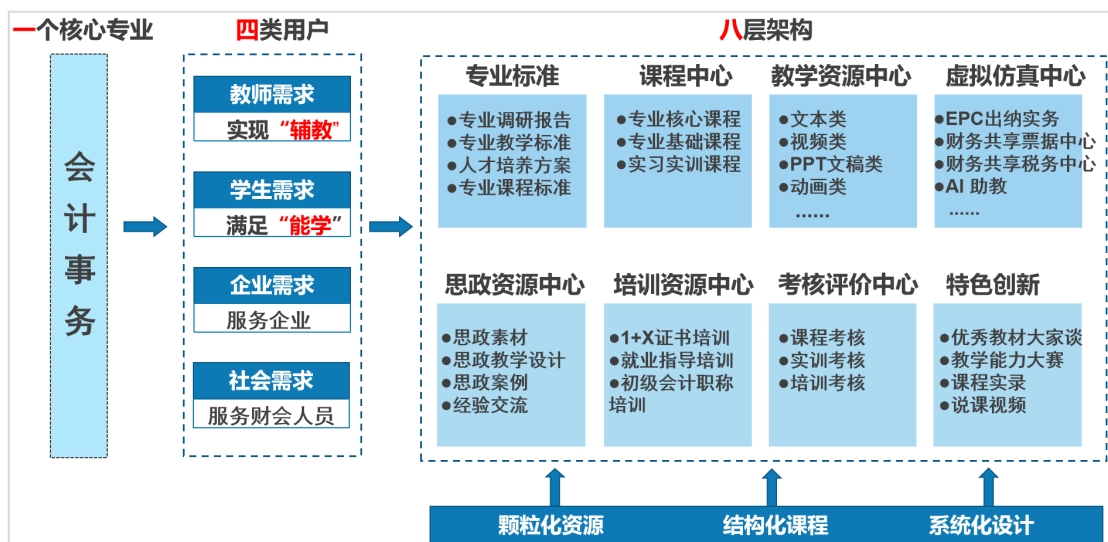 一个核心专业
四类用户
八层架构
会计事务
教师需求
实现“辅教”
学生需求
满足“能学”
企业需求
服务企业
社会需求
服务财会人员
专业标准
●专业调研报告
●专业教学标准
●人才培养方案
●专业课程标准
课程中心
●专业核心课程
●专业基础课程
●实习实训课程
教学资源中心
●文本类
●视频类
●PPT文稿类
●动画类
......
虚拟仿真中心
●EPC出纳实务
●财务共享票据中心
●财务共享税务中心
●AI 助教
......
思政资源中心
●思政素材
●思政教学设计
●思政案例
●经验交流
培训资源中心
●1+X证书培训
●就业指导培训
●初级会计职称
培训
考核评价中心
●课程考核
●实训考核
●培训考核
特色创新
●优秀教材大家谈
●教学能力大赛
●课程实录
●说课视频
颗粒化资源
结构化课程
系统化设计